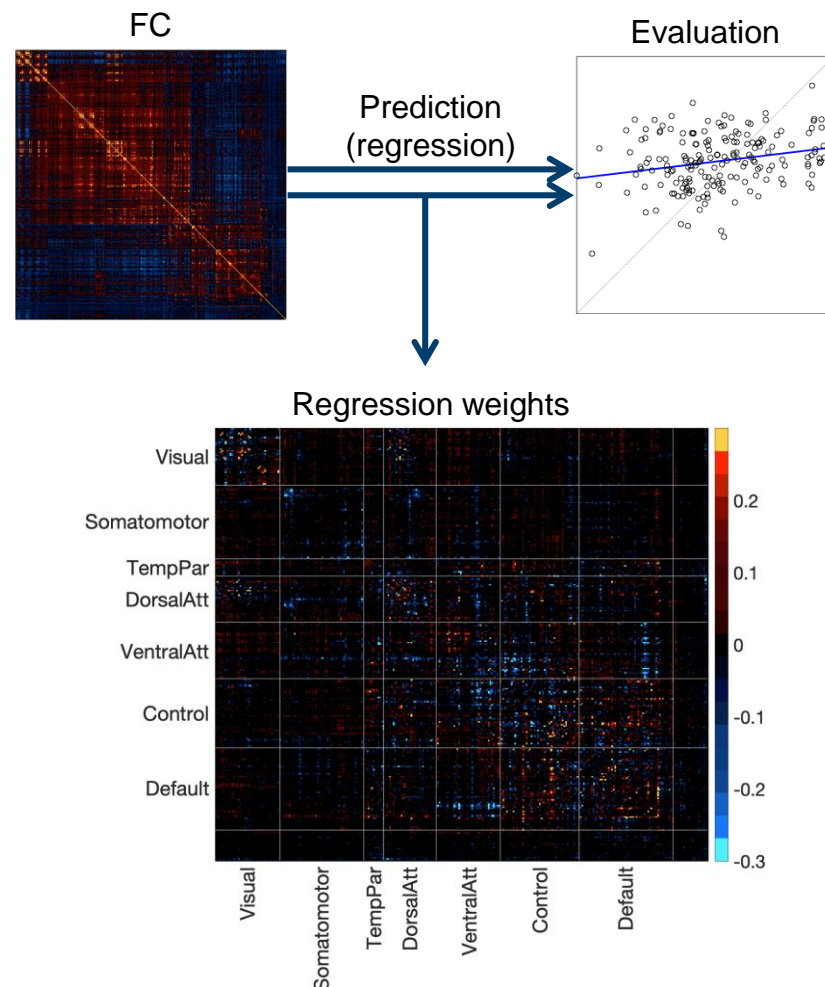 FC
Evaluation
Prediction
(regression)
Regression weights
Visual
Somatomotor
TempPar
DorsalAtt
VentralAtt
Control
Default
0.2
0.1
0
-0.1
-0.2
-0.3
Visual
Somatomotor
TempPar
DorsalAtt
VentralAtt
Control
Default